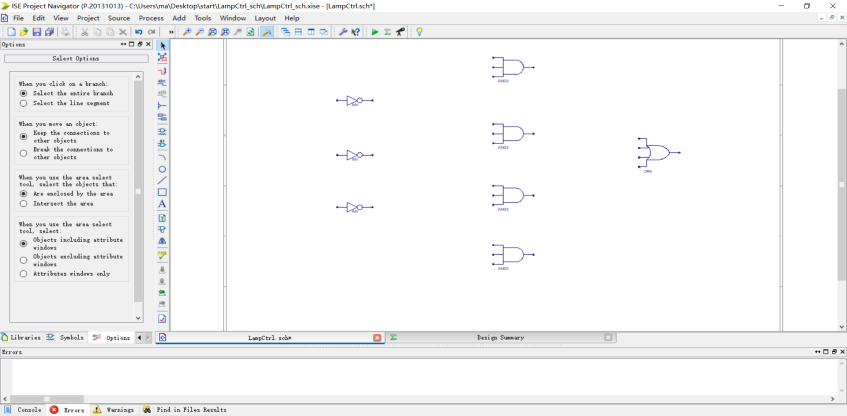 ISE Project Navigator (P.20131013) - C:\Users\ma\Desktop\start\LampCtrl_sch\LampCtrl_sch.xise - [LampCtrl.sch*]
File Edit View Project Source Process Add Tools Window Layout Help
Options
Select Options
When you click on a branch:
Select the entire branch
Select the line segment
When you move an object:
Keep the connections to
other objects
Break the connections to
other objects
When you use the area select
tool, select the objects that:
Are enclosed by the area
Intersect the area
When you use the area select
tool, select:
Objects including attribute
windows
Objects excluding attribute
windows
Attributes windows only
AND3
INV
AND3
INV
OR4
AND3
INV
AND3
Libraries Symbols Options
LampCtrl.sch*
Design Summary
Errors
Console Errors Warnings Find in Files Results